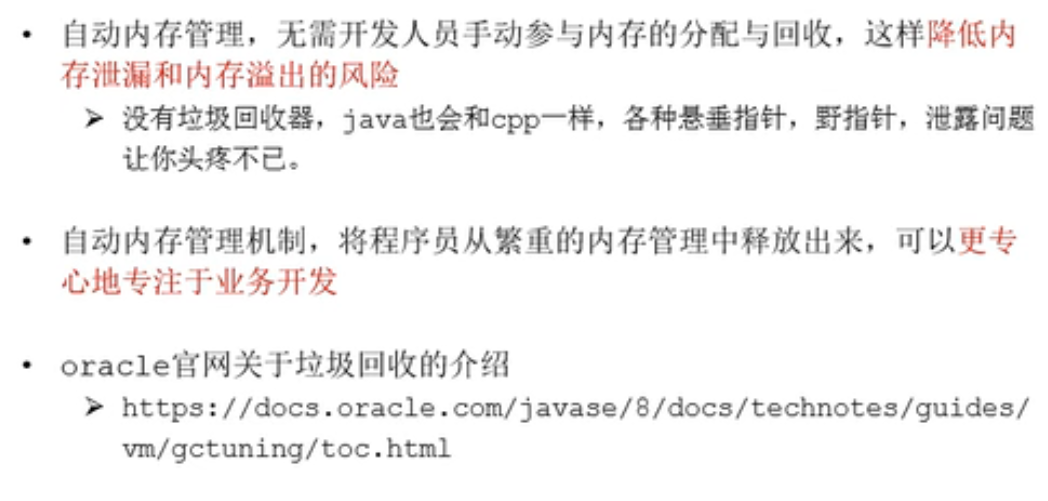 • 自动内存管理，无需开发人员手动参与内存的分配与回收，这样降低内
存泄漏和内存溢出的风险
➢ 没有垃圾回收器，java也会和cpp一样，各种悬垂指针，野指针，泄露问题
让你头疼不已。
• 自动内存管理机制，将程序员从繁重的内存管理中释放出来，可以更专
心地专注于业务开发
• oracle官网关于垃圾回收的介绍
➢ https://docs.oracle.com/javase/8/docs/technotes/guides/
vm/gctuning/toc.html